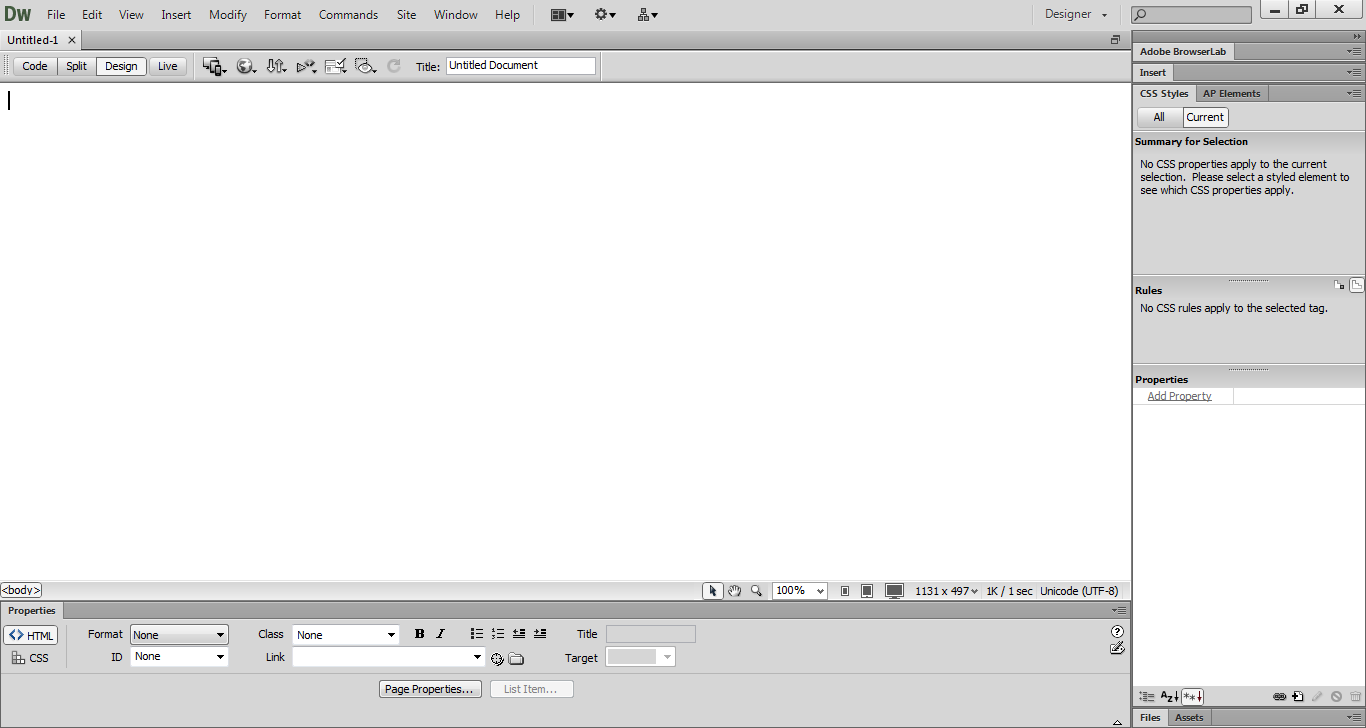 Dw File Edit View Insert Modify Format Commands Site Window Help Designer
Untitled-1
Code Split Design Live Title: Untitled Document
Adobe BrowserLab
Insert
CSS Styles AP Elements
All Current
Summary for Selection
No CSS properties apply to the current
selection. Please select a styled element to
see which CSS properties apply.
Rules
No CSS rules apply to the selected tag.
Properties
Add Property
<body> 100% 1131 x 497 1K / 1 sec Unicode (UTF-8)
Properties
HTML Format None Class None B I Title
CSS ID None Link Target
Page Properties... List Item...
Files Assets